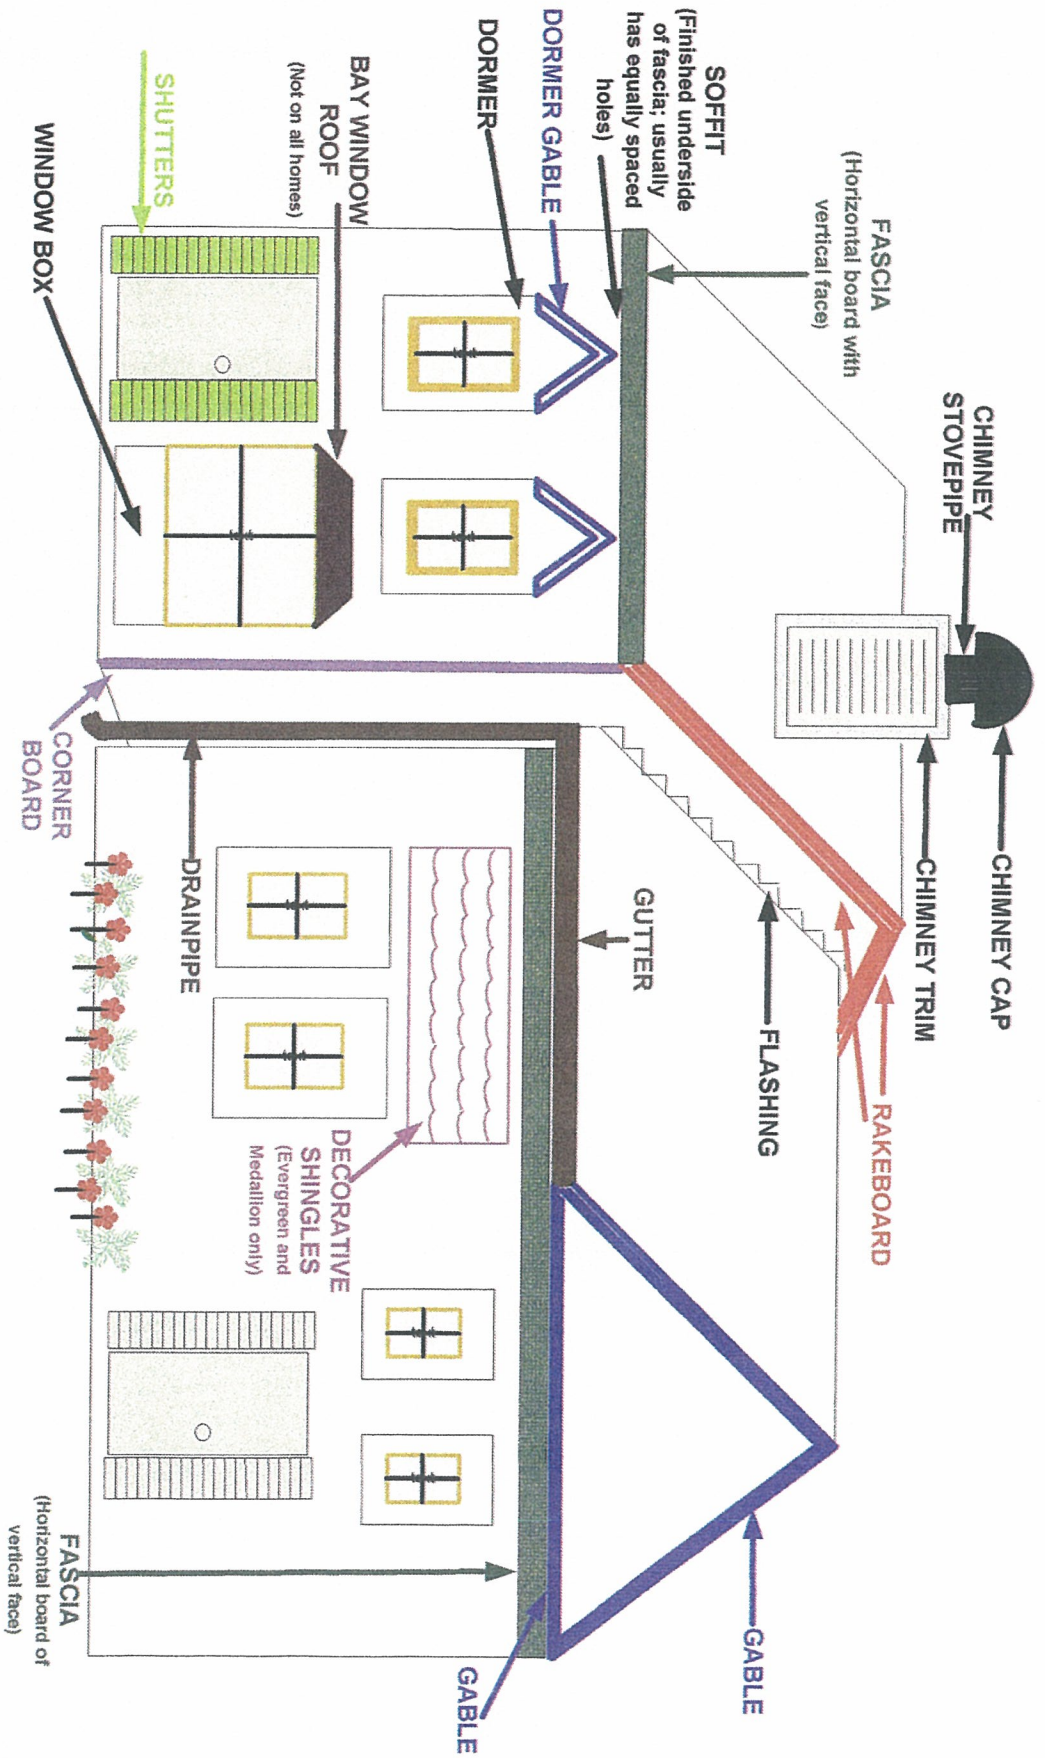 SOFFIT
(Finished underside
of fascia; usually
has equally spaced
holes)
DORMER GABLE
DORMER
BAY WINDOW
ROOF
(Not on all homes)
SHUTTERS
WINDOW BOX
FASCIA
(Horizontal board with
vertical face)
CHIMNEY
STOVEPIPE
CHIMNEY CAP
CHIMNEY TRIM
RAKEBOARD
FLASHING
GUTTER
CORNER
BOARD
DRAINPIPE
DECORATIVE
SHINGLES
(Evergreen and
Medallion only)
GABLE
GABLE
FASCIA
(Horizontal board of
vertical face)